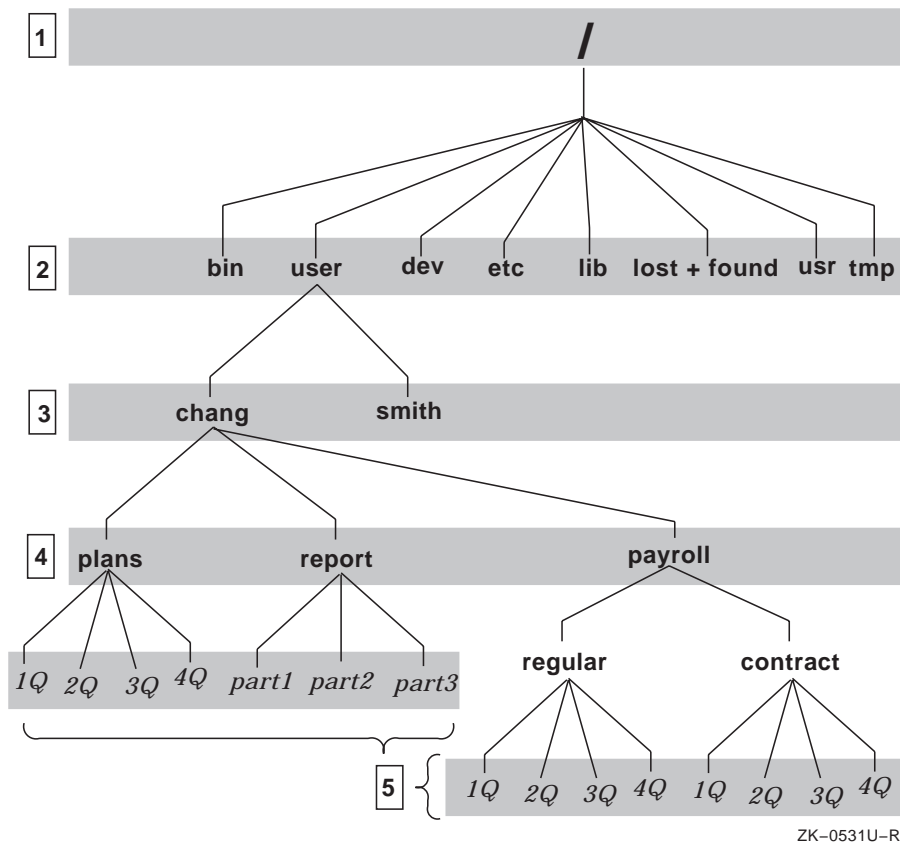 1 /
2 bin user dev etc lib lost + found usr tmp
3 chang smith
4 plans report payroll
regular contract
1Q 2Q 3Q 4Q part1 part2 part3
5 1Q 2Q 3Q 4Q 1Q 2Q 3Q 4Q
ZK–0531U–R